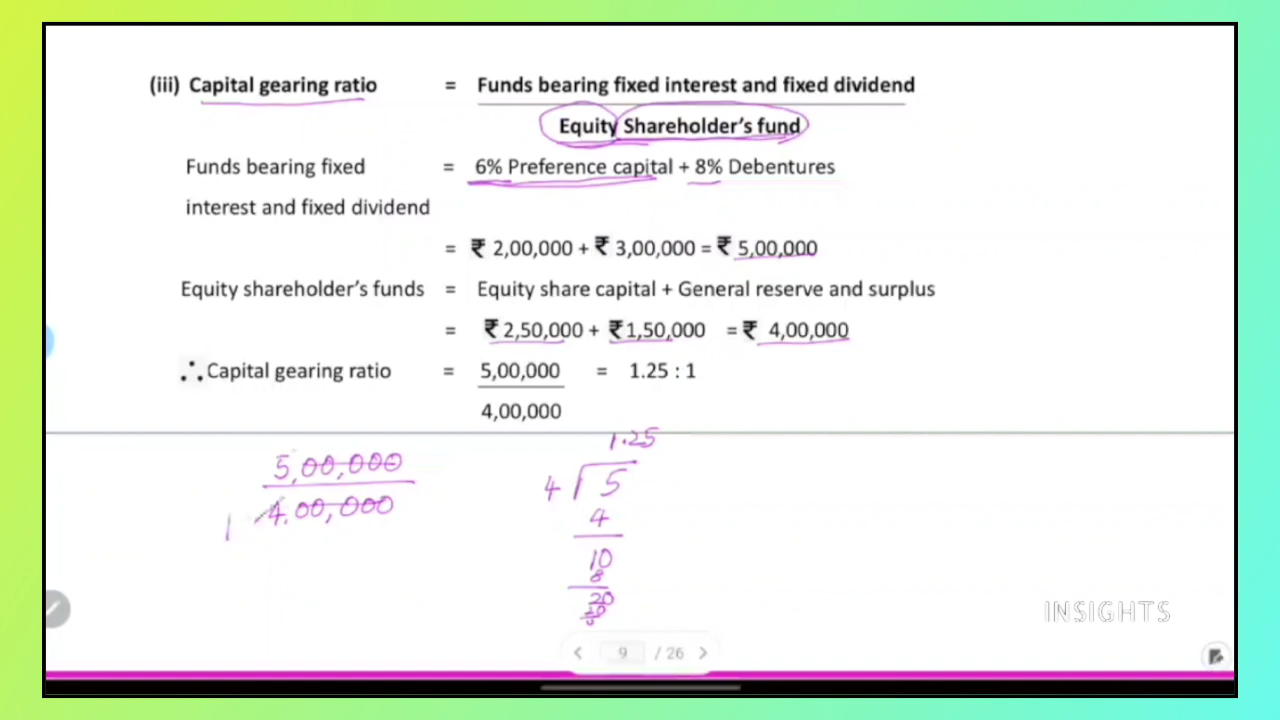 (iii) Capital gearing ratio = Funds bearing fixed interest and fixed dividend
Equity Shareholder's fund
Funds bearing fixed = 6% Preference capital + 8% Debentures
interest and fixed dividend
= ₹ 2,00,000 + ₹ 3,00,000 = ₹ 5,00,000
Equity shareholder's funds = Equity share capital + General reserve and surplus
= ₹ 2,50,000 + ₹ 1,50,000 = ₹ 4,00,000
∴ Capital gearing ratio = 5,00,000 = 1.25 : 1
4,00,000
1.25
5,00,000
4 5
1 4,00,000
4
10
8
20
20
0
INSIGHTS
< 9 / 26 >